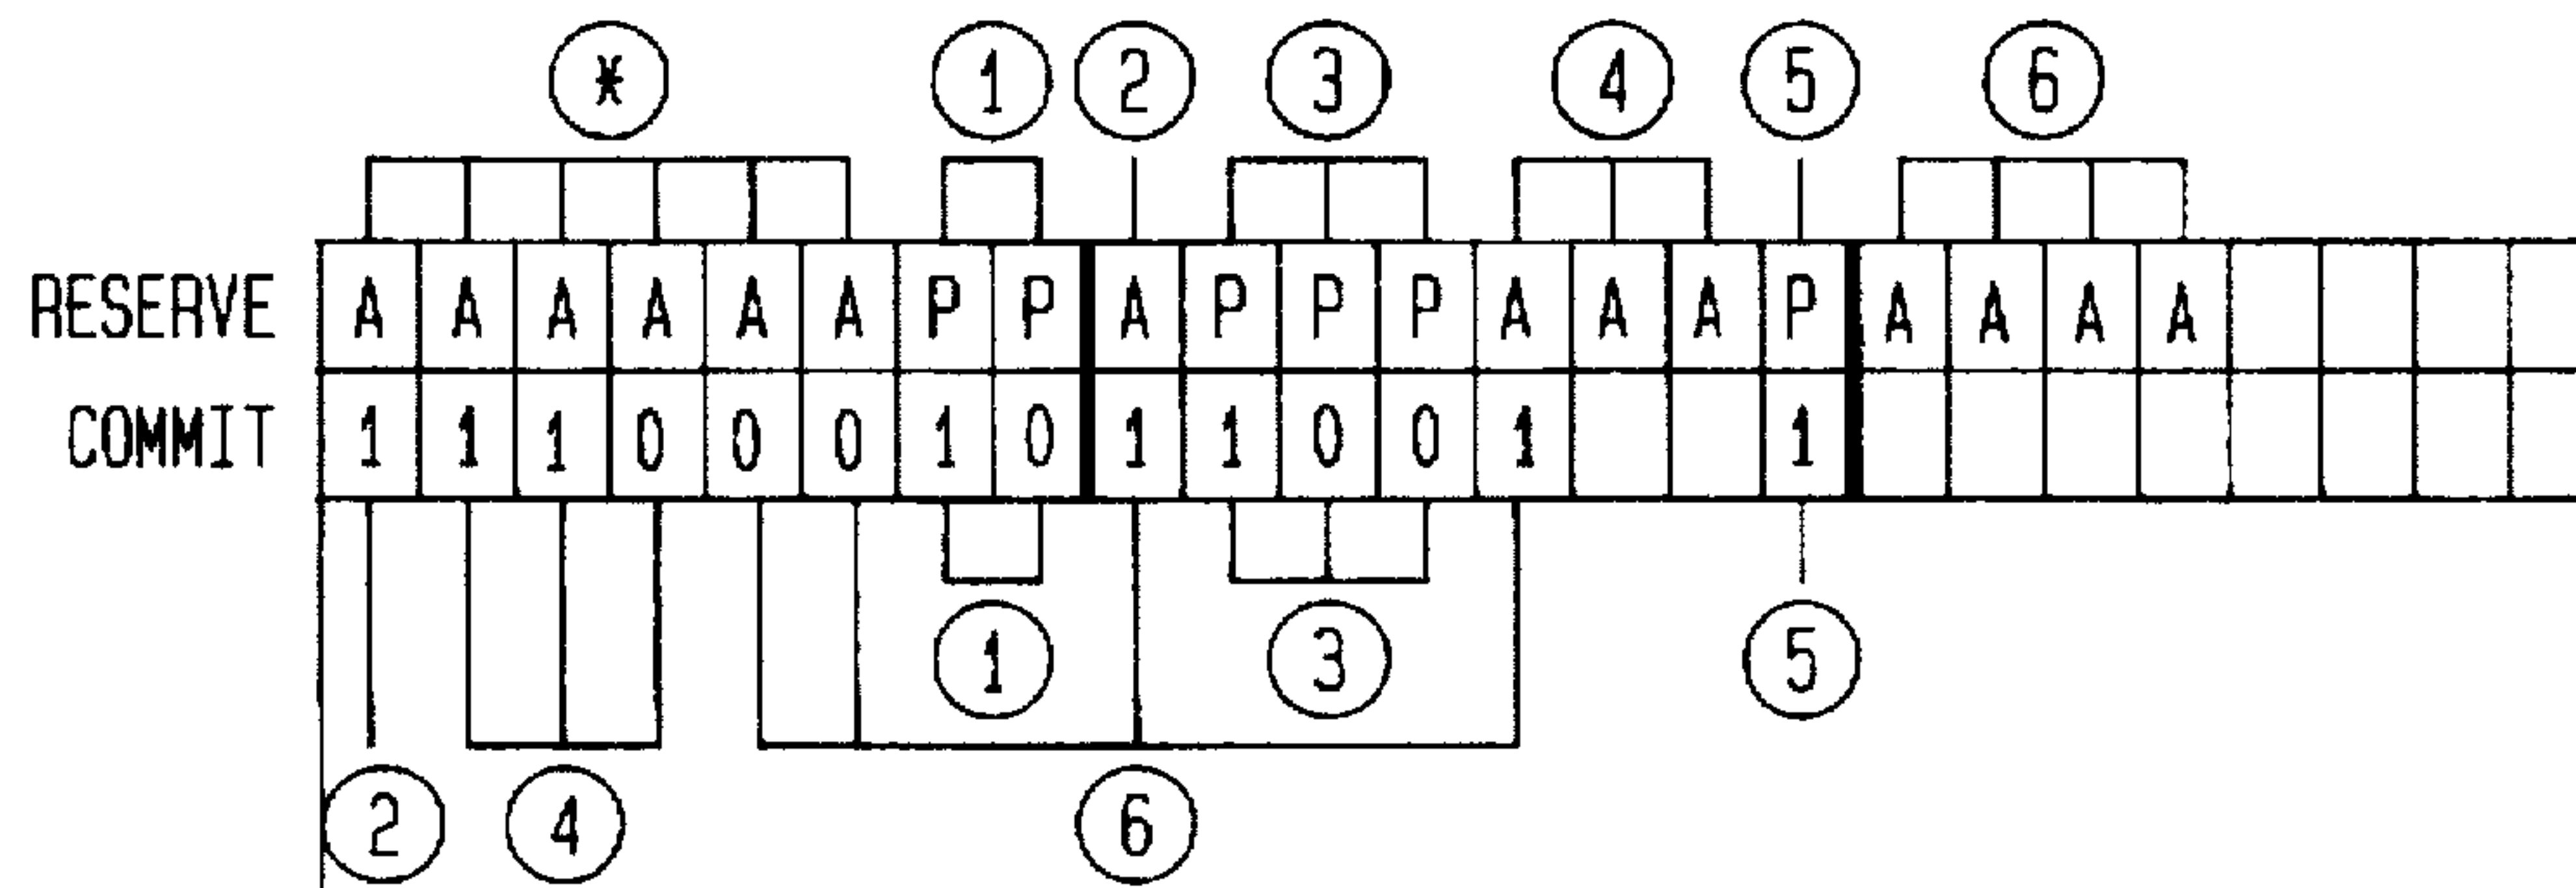 * 1 2 3 4 5 6
RESERVE A A A A A A P P A P P P A A A P A A A A
COMMIT 1 1 1 0 0 0 1 0 1 1 0 0 1 1
1 3 5
2 4 6